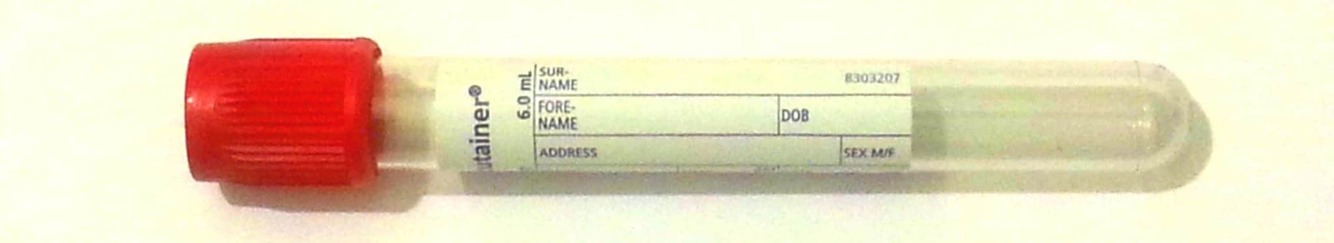 utainer®
6.0 mL
SUR-
NAME
8303207
FORE-
NAME
DOB
ADDRESS
SEX M/F